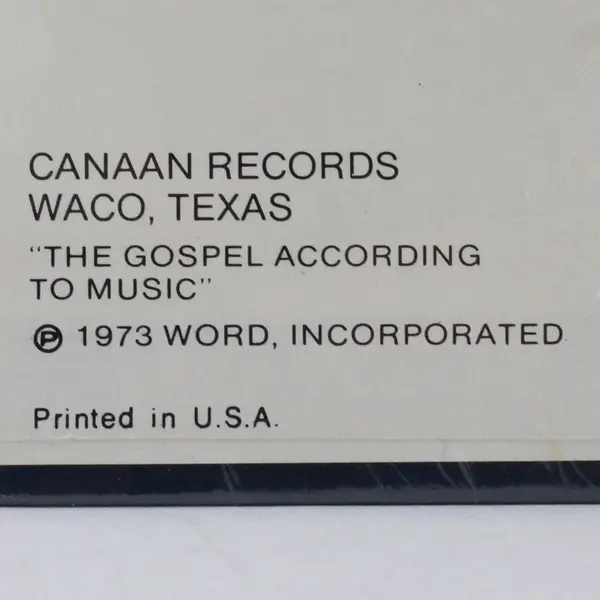 CANAAN RECORDS
WACO, TEXAS
"THE GOSPEL ACCORDING
TO MUSIC"
℗ 1973 WORD, INCORPORATED
Printed in U.S.A.